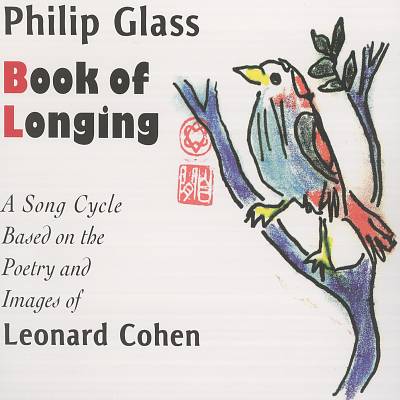 Philip Glass
Book of
Longing
A Song Cycle
Based on the
Poetry and
Images of
Leonard Cohen